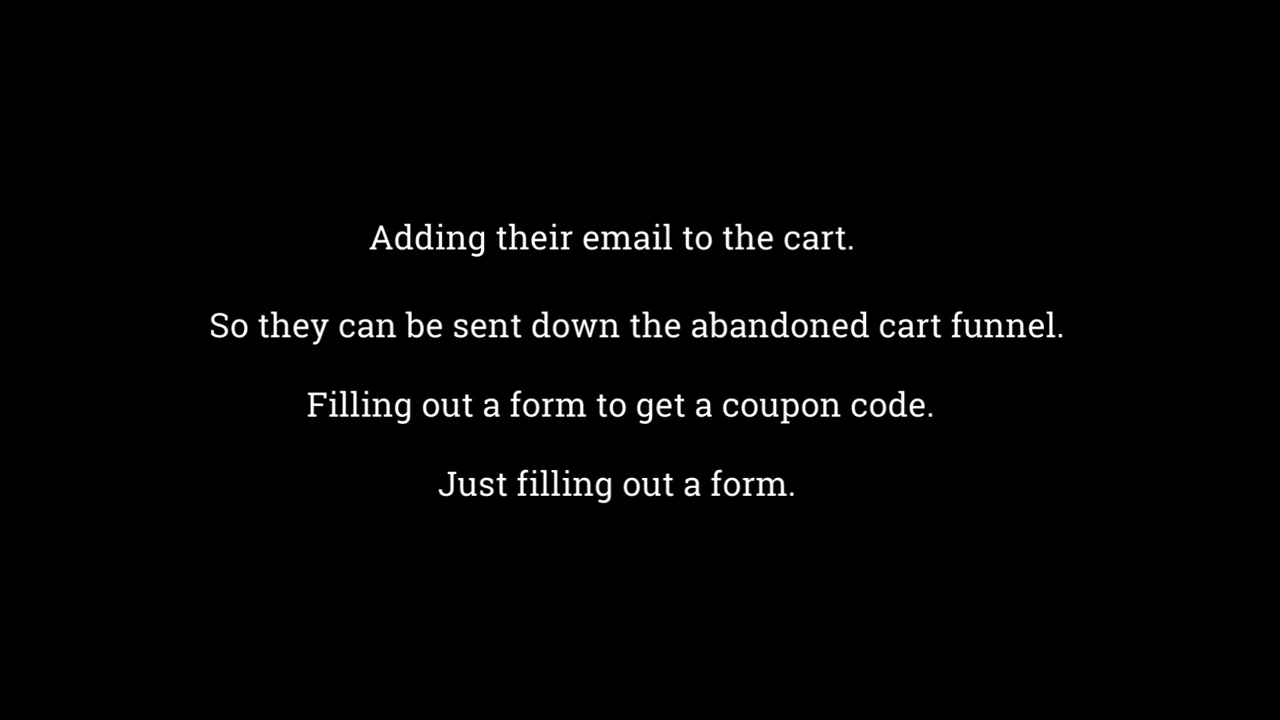 Adding their email to the cart.
So they can be sent down the abandoned cart funnel.
Filling out a form to get a coupon code.
Just filling out a form.